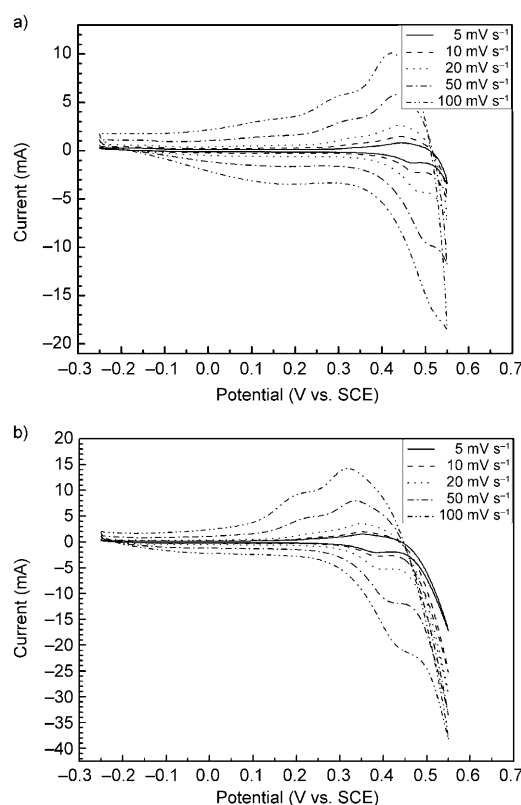 a)
10
5
0
–5
–10
–15
–20
Current (mA)
5 mV s⁻¹
10 mV s⁻¹
20 mV s⁻¹
50 mV s⁻¹
100 mV s⁻¹
–0.3 –0.2 –0.1 0.0 0.1 0.2 0.3 0.4 0.5 0.6 0.7
Potential (V vs. SCE)
b)
20
15
10
5
0
–5
–10
–15
–20
–25
–30
–35
–40
Current (mA)
5 mV s⁻¹
10 mV s⁻¹
20 mV s⁻¹
50 mV s⁻¹
100 mV s⁻¹
–0.3 –0.2 –0.1 0.0 0.1 0.2 0.3 0.4 0.5 0.6 0.7
Potential (V vs. SCE)